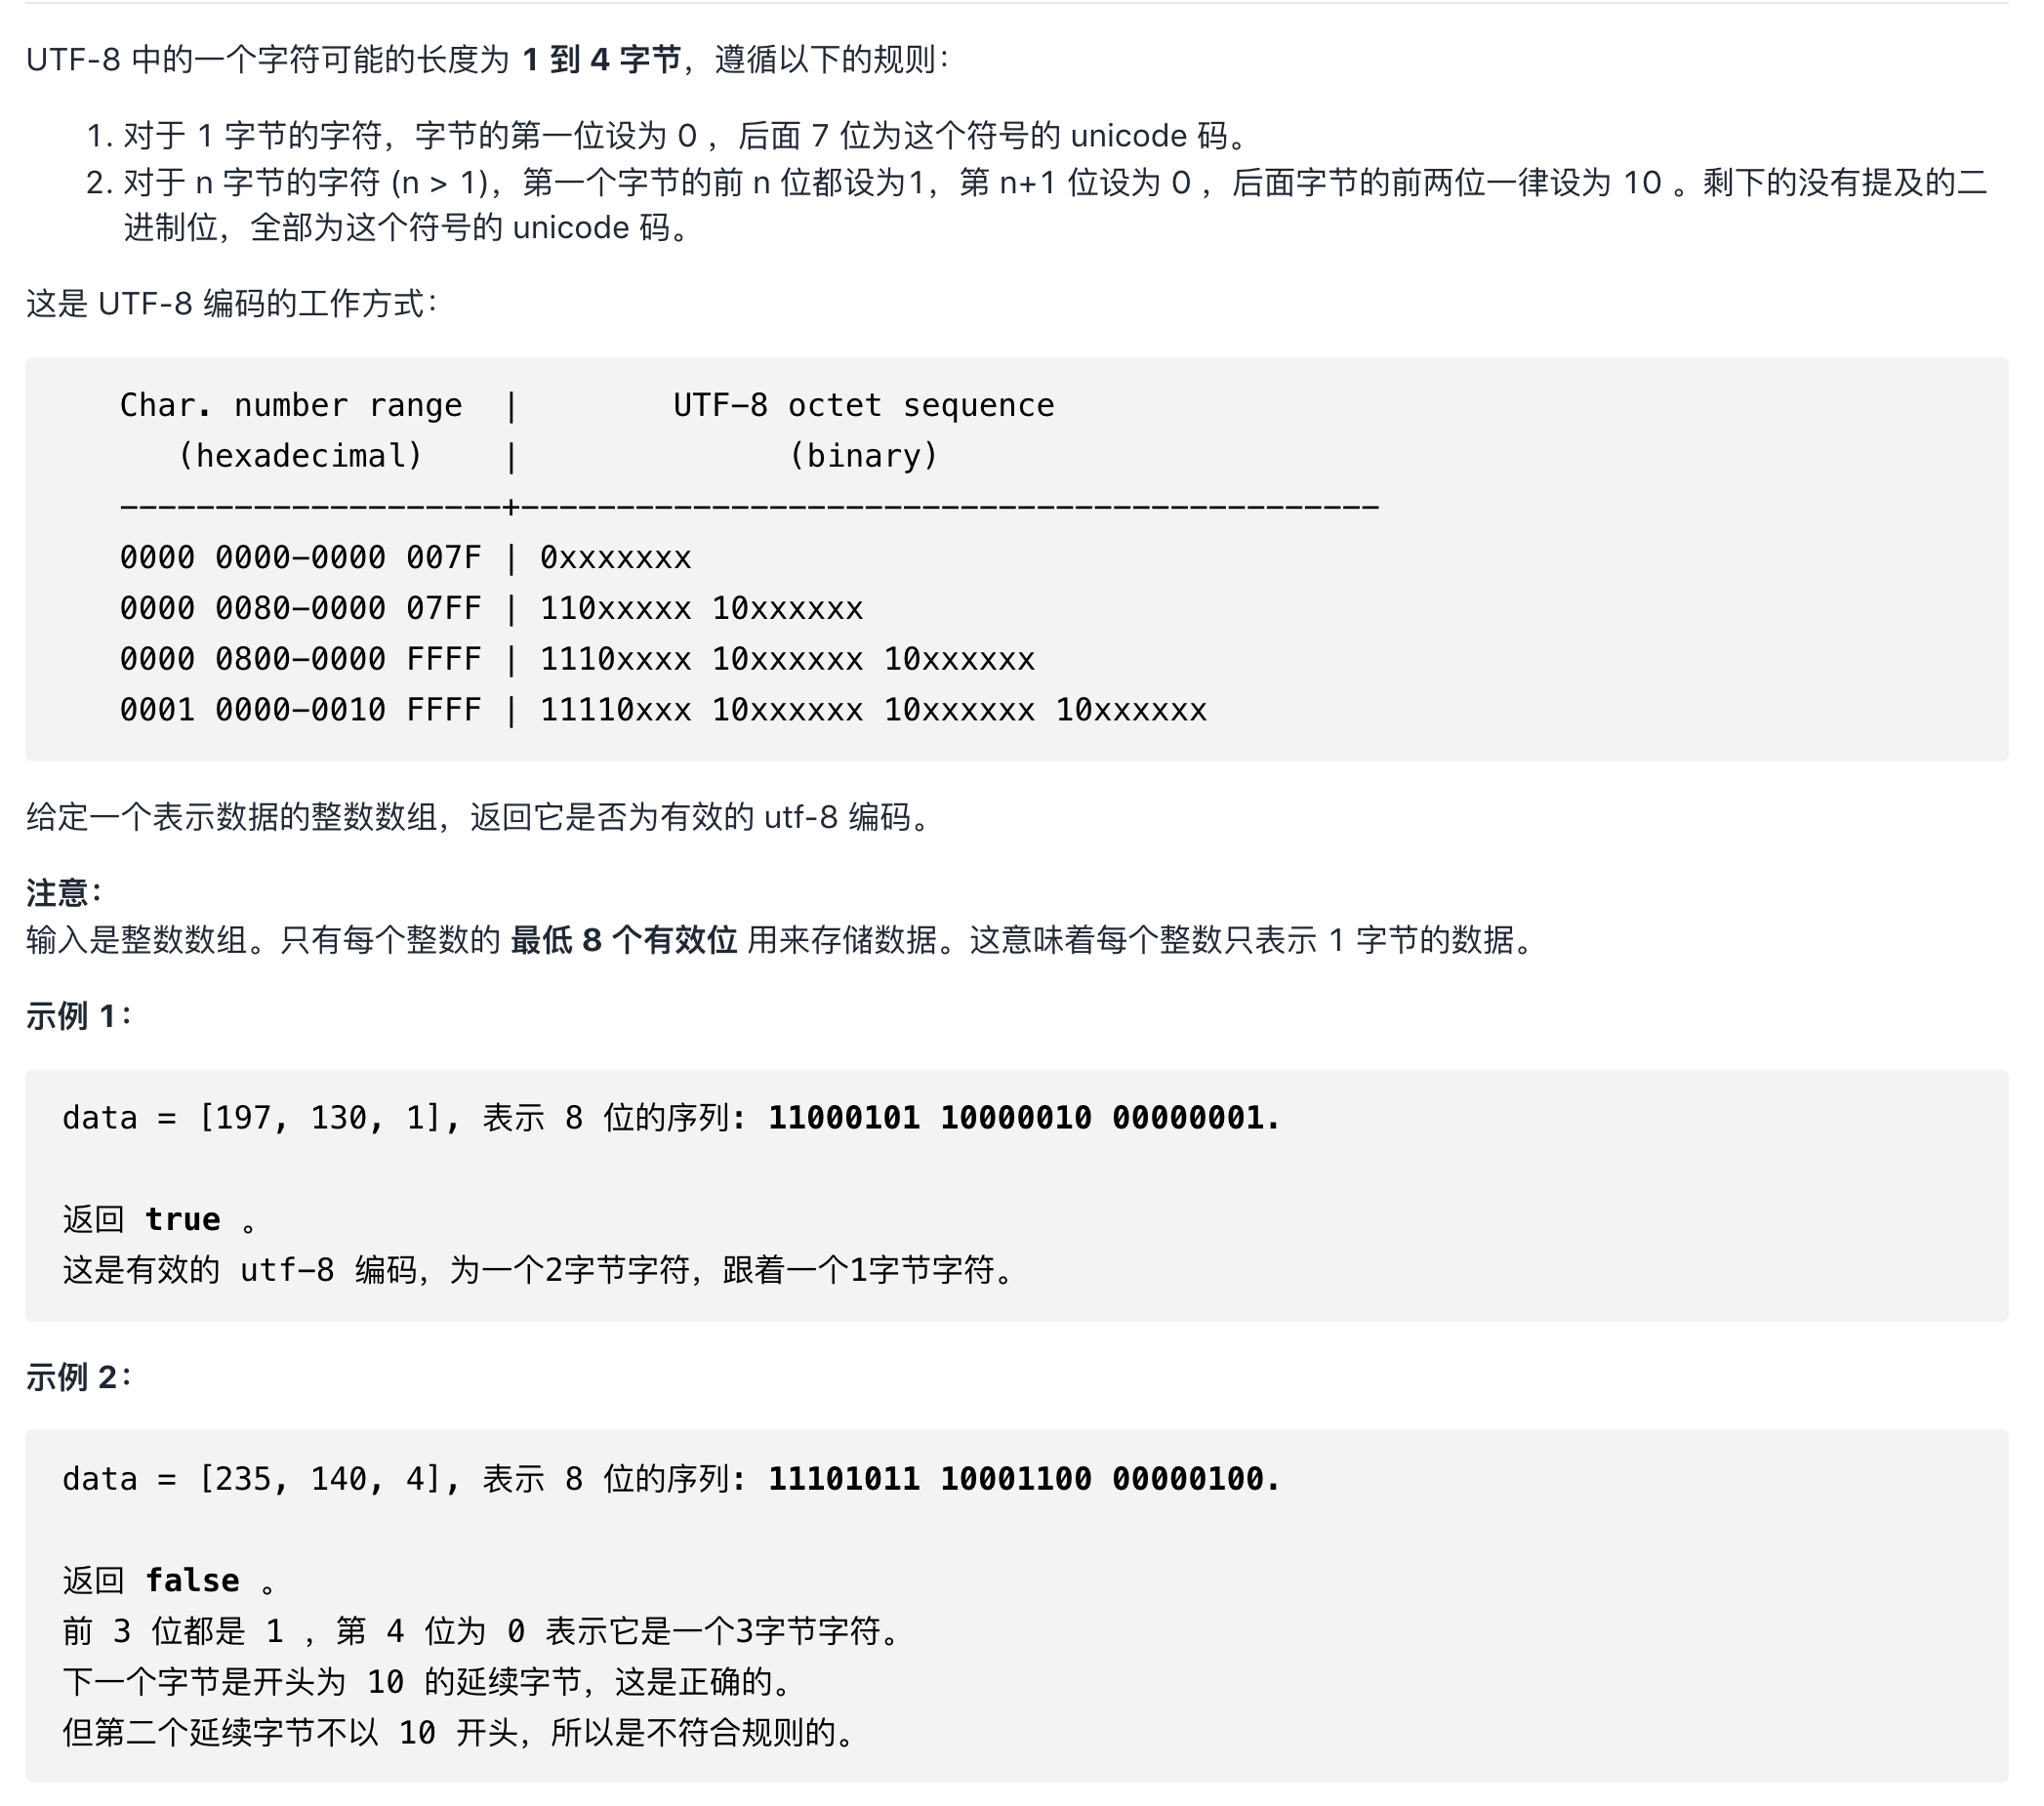 UTF-8 中的一个字符可能的长度为 1 到 4 字节，遵循以下的规则：
1. 对于 1 字节的字符，字节的第一位设为 0 ，后面 7 位为这个符号的 unicode 码。
2. 对于 n 字节的字符 (n > 1)，第一个字节的前 n 位都设为1，第 n+1 位设为 0 ，后面字节的前两位一律设为 10 。剩下的没有提及的二
进制位，全部为这个符号的 unicode 码。
这是 UTF-8 编码的工作方式：
Char. number range  |        UTF-8 octet sequence
(hexadecimal)    |              (binary)
--------------------+---------------------------------------------
0000 0000-0000 007F | 0xxxxxxx
0000 0080-0000 07FF | 110xxxxx 10xxxxxx
0000 0800-0000 FFFF | 1110xxxx 10xxxxxx 10xxxxxx
0001 0000-0010 FFFF | 11110xxx 10xxxxxx 10xxxxxx 10xxxxxx
给定一个表示数据的整数数组，返回它是否为有效的 utf-8 编码。
注意：
输入是整数数组。只有每个整数的 最低 8 个有效位 用来存储数据。这意味着每个整数只表示 1 字节的数据。
示例 1：
data = [197, 130, 1], 表示 8 位的序列: 11000101 10000010 00000001.
返回 true 。
这是有效的 utf-8 编码，为一个2字节字符，跟着一个1字节字符。
示例 2：
data = [235, 140, 4], 表示 8 位的序列: 11101011 10001100 00000100.
返回 false 。
前 3 位都是 1 ，第 4 位为 0 表示它是一个3字节字符。
下一个字节是开头为 10 的延续字节，这是正确的。
但第二个延续字节不以 10 开头，所以是不符合规则的。